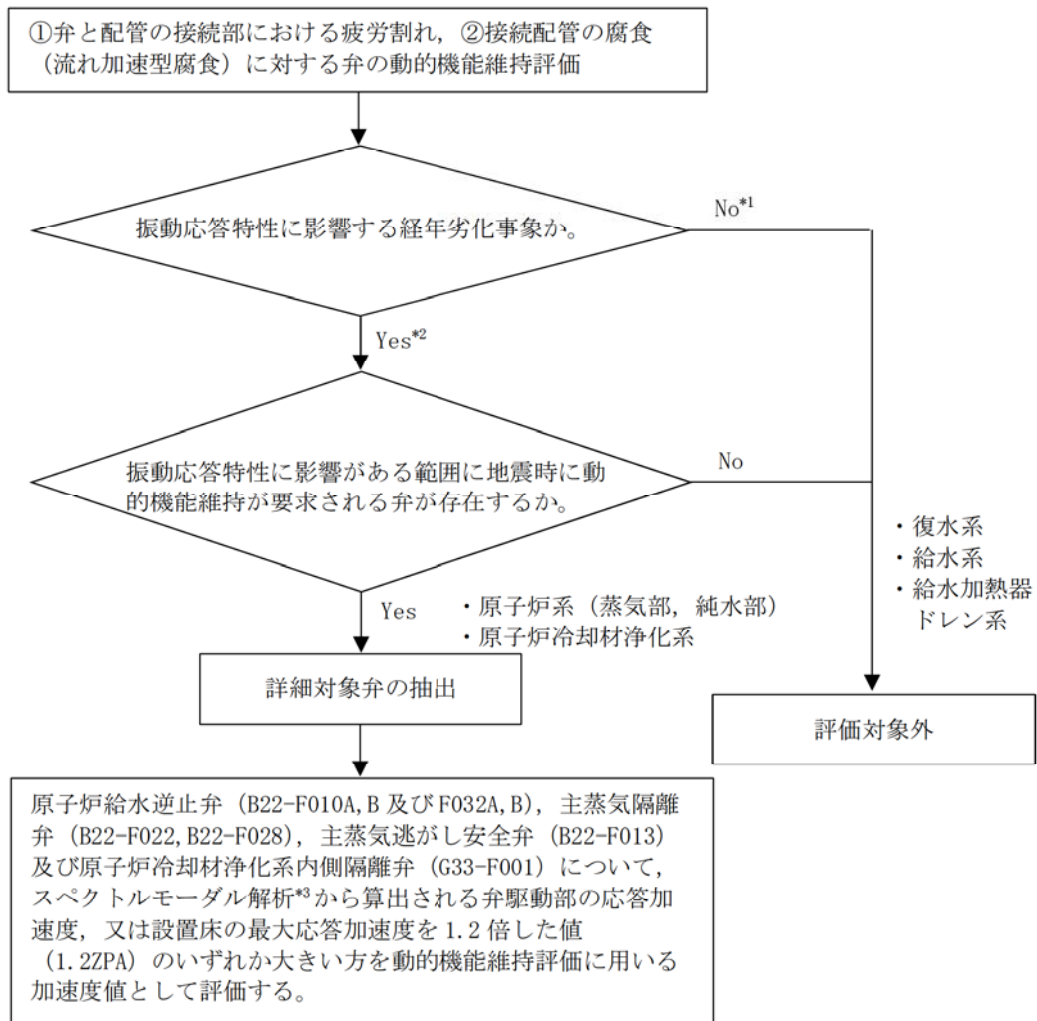 ①弁と配管の接続部における疲労割れ，②接続配管の腐食
（流れ加速型腐食）に対する弁の動的機能維持評価
振動応答特性に影響する経年劣化事象か。
No*1
Yes*2
振動応答特性に影響がある範囲に地震時に動
的機能維持が要求される弁が存在するか。
No
・復水系
・給水系
・給水加熱器
ドレン系
Yes
・原子炉系（蒸気部，純水部）
・原子炉冷却材浄化系
詳細対象弁の抽出
評価対象外
原子炉給水逆止弁（B22-F010A,B 及び F032A,B），主蒸気隔離
弁（B22-F022,B22-F028），主蒸気逃がし安全弁（B22-F013）
及び原子炉冷却材浄化系内側隔離弁（G33-F001）について，
スペクトルモーダル解析*3から算出される弁駆動部の応答加
速度，又は設置床の最大応答加速度を 1.2 倍した値
（1.2ZPA）のいずれか大きい方を動的機能維持評価に用いる
加速度値として評価する。